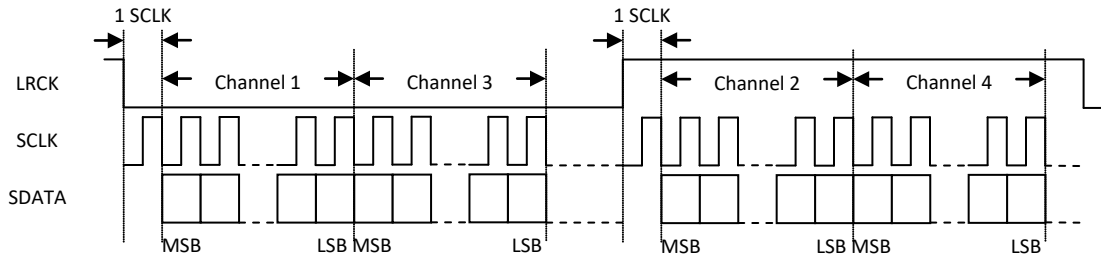 1 SCLK 1 SCLK
LRCK Channel 1 Channel 3 Channel 2 Channel 4
SCLK
SDATA
MSB LSB MSB LSB MSB LSB MSB LSB